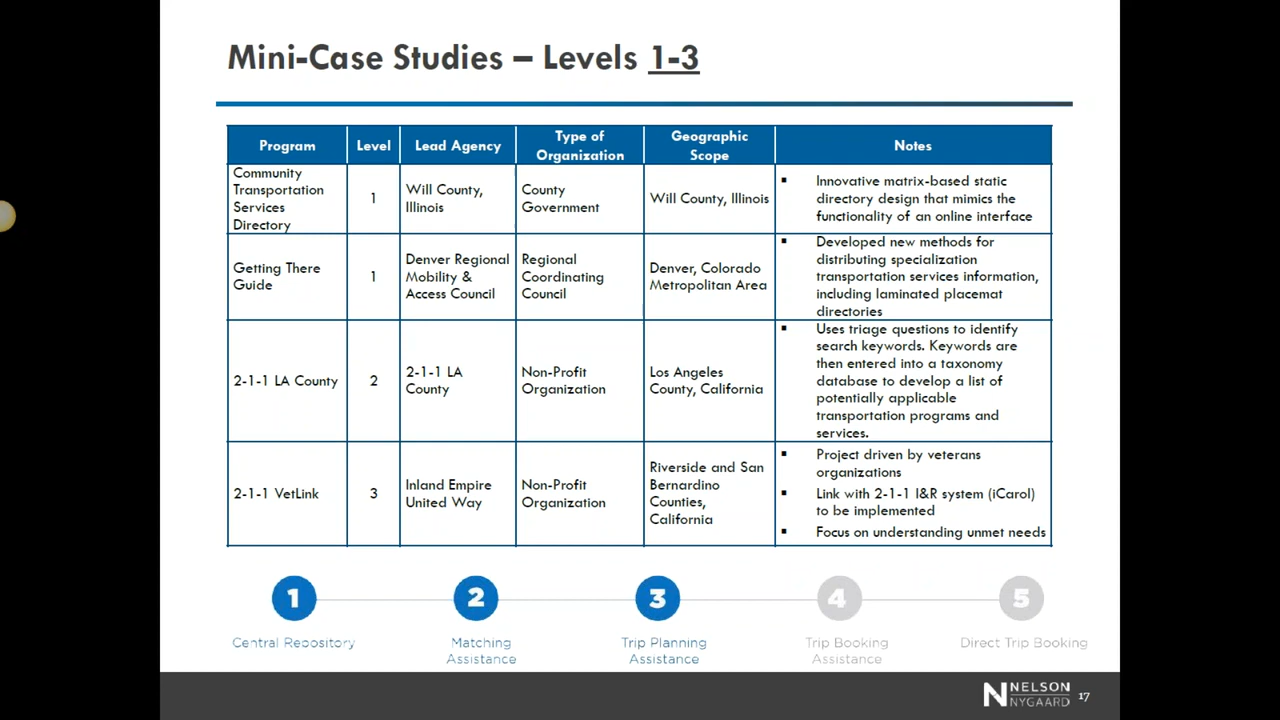 Mini-Case Studies – Levels 1-3
Program
Level
Lead Agency
Type of
Organization
Geographic
Scope
Notes
Community
Transportation
Services
Directory
1
Will County,
Illinois
County
Government
Will County, Illinois
▪ Innovative matrix-based static
directory design that mimics the
functionality of an online interface
Getting There
Guide
1
Denver Regional
Mobility &
Access Council
Regional
Coordinating
Council
Denver, Colorado
Metropolitan Area
▪ Developed new methods for
distributing specialization
transportation services information,
including laminated placemat
directories
2-1-1 LA County
2
2-1-1 LA
County
Non-Profit
Organization
Los Angeles
County, California
▪ Uses triage questions to identify
search keywords. Keywords are
then entered into a taxonomy
database to develop a list of
potentially applicable
transportation programs and
services.
2-1-1 VetLink
3
Inland Empire
United Way
Non-Profit
Organization
Riverside and San
Bernardino
Counties,
California
▪ Project driven by veterans
organizations
▪ Link with 2-1-1 I&R system (iCarol)
to be implemented
▪ Focus on understanding unmet needs
1
Central Repository
2
Matching
Assistance
3
Trip Planning
Assistance
4
Trip Booking
Assistance
5
Direct Trip Booking
N NELSON
NYGAARD
17